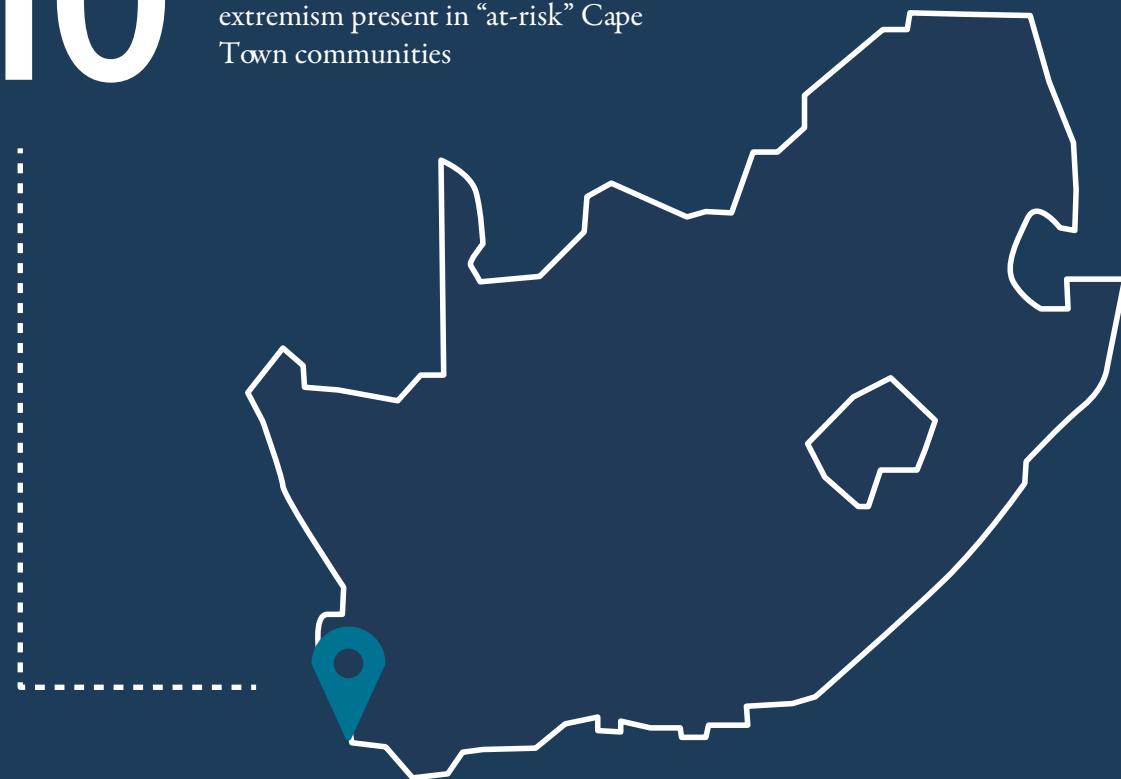 10
extremism present in “at-risk” Cape
Town communities